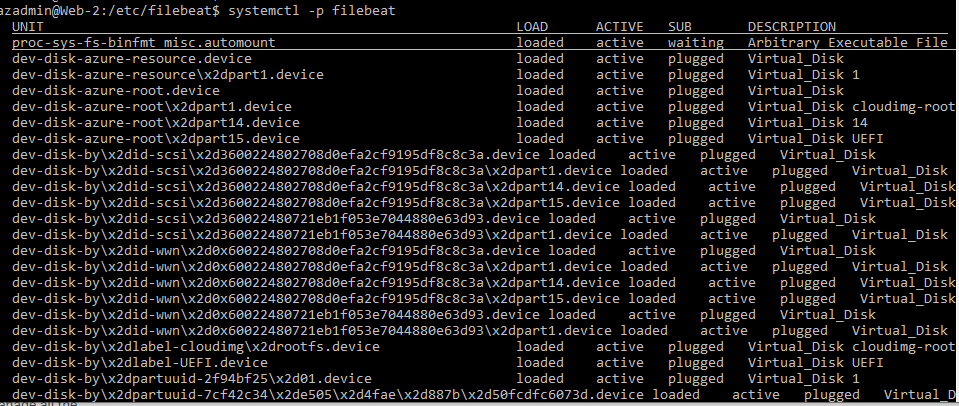 azadmin@Web-2:/etc/filebeat$ systemctl -p filebeat
UNIT LOAD ACTIVE SUB DESCRIPTION
proc-sys-fs-binfmt_misc.automount loaded active waiting Arbitrary Executable File
dev-disk-azure-resource.device loaded active plugged Virtual_Disk
dev-disk-azure-resource\x2dpart1.device loaded active plugged Virtual_Disk 1
dev-disk-azure-root.device loaded active plugged Virtual_Disk
dev-disk-azure-root\x2dpart1.device loaded active plugged Virtual_Disk cloudimg-root
dev-disk-azure-root\x2dpart14.device loaded active plugged Virtual_Disk 14
dev-disk-azure-root\x2dpart15.device loaded active plugged Virtual_Disk UEFI
dev-disk-by\x2did-scsi\x2d3600224802708d0efa2cf9195df8c8c3a.device loaded active plugged Virtual_Disk
dev-disk-by\x2did-scsi\x2d3600224802708d0efa2cf9195df8c8c3a\x2dpart1.device loaded active plugged Virtual_Disk
dev-disk-by\x2did-scsi\x2d3600224802708d0efa2cf9195df8c8c3a\x2dpart14.device loaded active plugged Virtual_Disk
dev-disk-by\x2did-scsi\x2d3600224802708d0efa2cf9195df8c8c3a\x2dpart15.device loaded active plugged Virtual_Disk
dev-disk-by\x2did-scsi\x2d360022480721eb1f053e7044880e63d93.device loaded active plugged Virtual_Disk
dev-disk-by\x2did-scsi\x2d360022480721eb1f053e7044880e63d93\x2dpart1.device loaded active plugged Virtual_Disk
dev-disk-by\x2did-wwn\x2d0x600224802708d0efa2cf9195df8c8c3a.device loaded active plugged Virtual_Disk
dev-disk-by\x2did-wwn\x2d0x600224802708d0efa2cf9195df8c8c3a\x2dpart1.device loaded active plugged Virtual_Disk
dev-disk-by\x2did-wwn\x2d0x600224802708d0efa2cf9195df8c8c3a\x2dpart14.device loaded active plugged Virtual_Disk
dev-disk-by\x2did-wwn\x2d0x600224802708d0efa2cf9195df8c8c3a\x2dpart15.device loaded active plugged Virtual_Disk
dev-disk-by\x2did-wwn\x2d0x60022480721eb1f053e7044880e63d93.device loaded active plugged Virtual_Disk
dev-disk-by\x2did-wwn\x2d0x60022480721eb1f053e7044880e63d93\x2dpart1.device loaded active plugged Virtual_Disk
dev-disk-by\x2dlabel-cloudimg\x2drootfs.device loaded active plugged Virtual_Disk cloudimg-root
dev-disk-by\x2dlabel-UEFI.device loaded active plugged Virtual_Disk UEFI
dev-disk-by\x2dpartuuid-2f94bf25\x2d01.device loaded active plugged Virtual_Disk 1
dev-disk-by\x2dpartuuid-7cf42c34\x2de505\x2d4fae\x2d887b\x2d50fcdfc6073d.device loaded active plugged Virtual_D